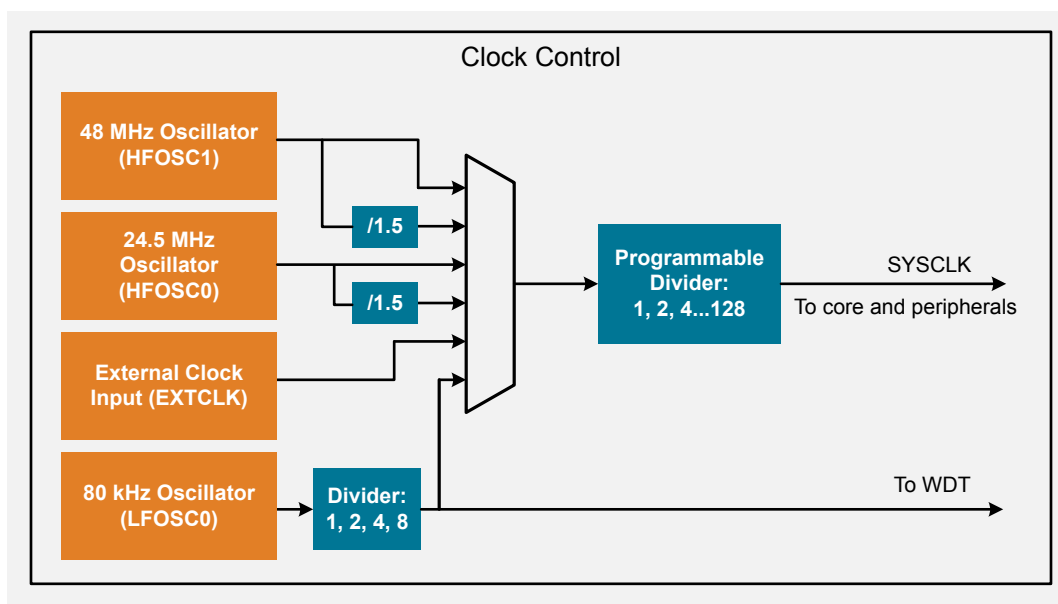 Clock Control
48 MHz Oscillator
(HFOSC1)
/1.5
24.5 MHz
Oscillator
(HFOSC0)
/1.5
External Clock
Input (EXTCLK)
80 kHz Oscillator
(LFOSC0)
Divider:
1, 2, 4, 8
Programmable
Divider:
1, 2, 4...128
SYSCLK
To core and peripherals
To WDT